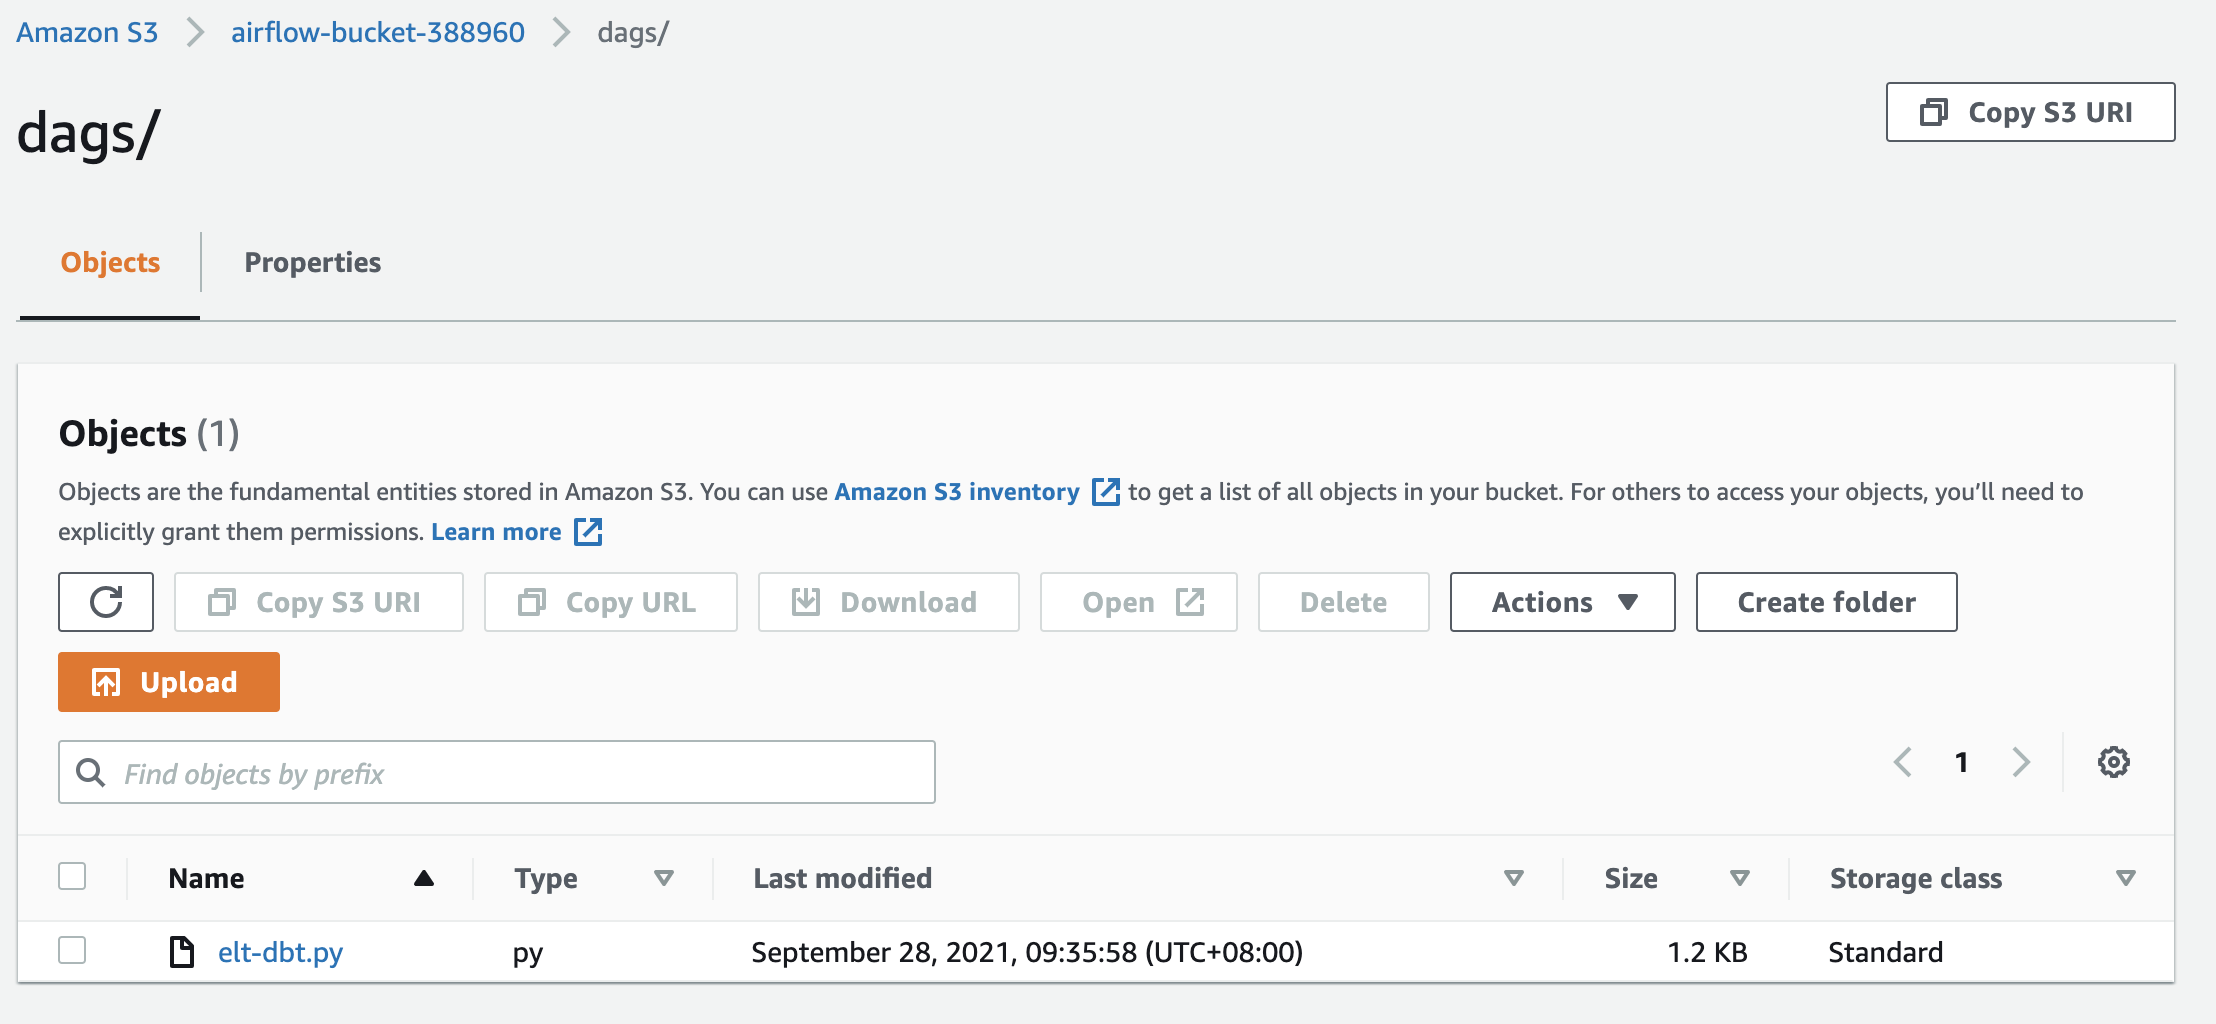 Amazon S3 airflow-bucket-388960 dags/
dags/
Copy S3 URI
Objects Properties
Objects (1)
Objects are the fundamental entities stored in Amazon S3. You can use Amazon S3 inventory to get a list of all objects in your bucket. For others to access your objects, you’ll need to
explicitly grant them permissions. Learn more
Copy S3 URI Copy URL Download Open Delete Actions Create folder
Upload
Find objects by prefix
1
Name Type Last modified Size Storage class
elt-dbt.py py September 28, 2021, 09:35:58 (UTC+08:00) 1.2 KB Standard